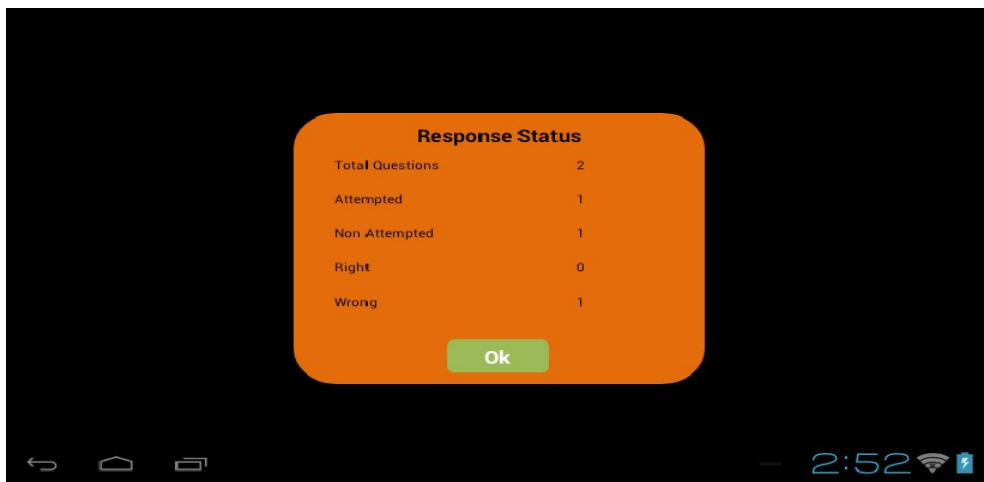 Response Status
Total Questions 2
Attempted 1
Non Attempted 1
Right 0
Wrong 1
Ok
2:52